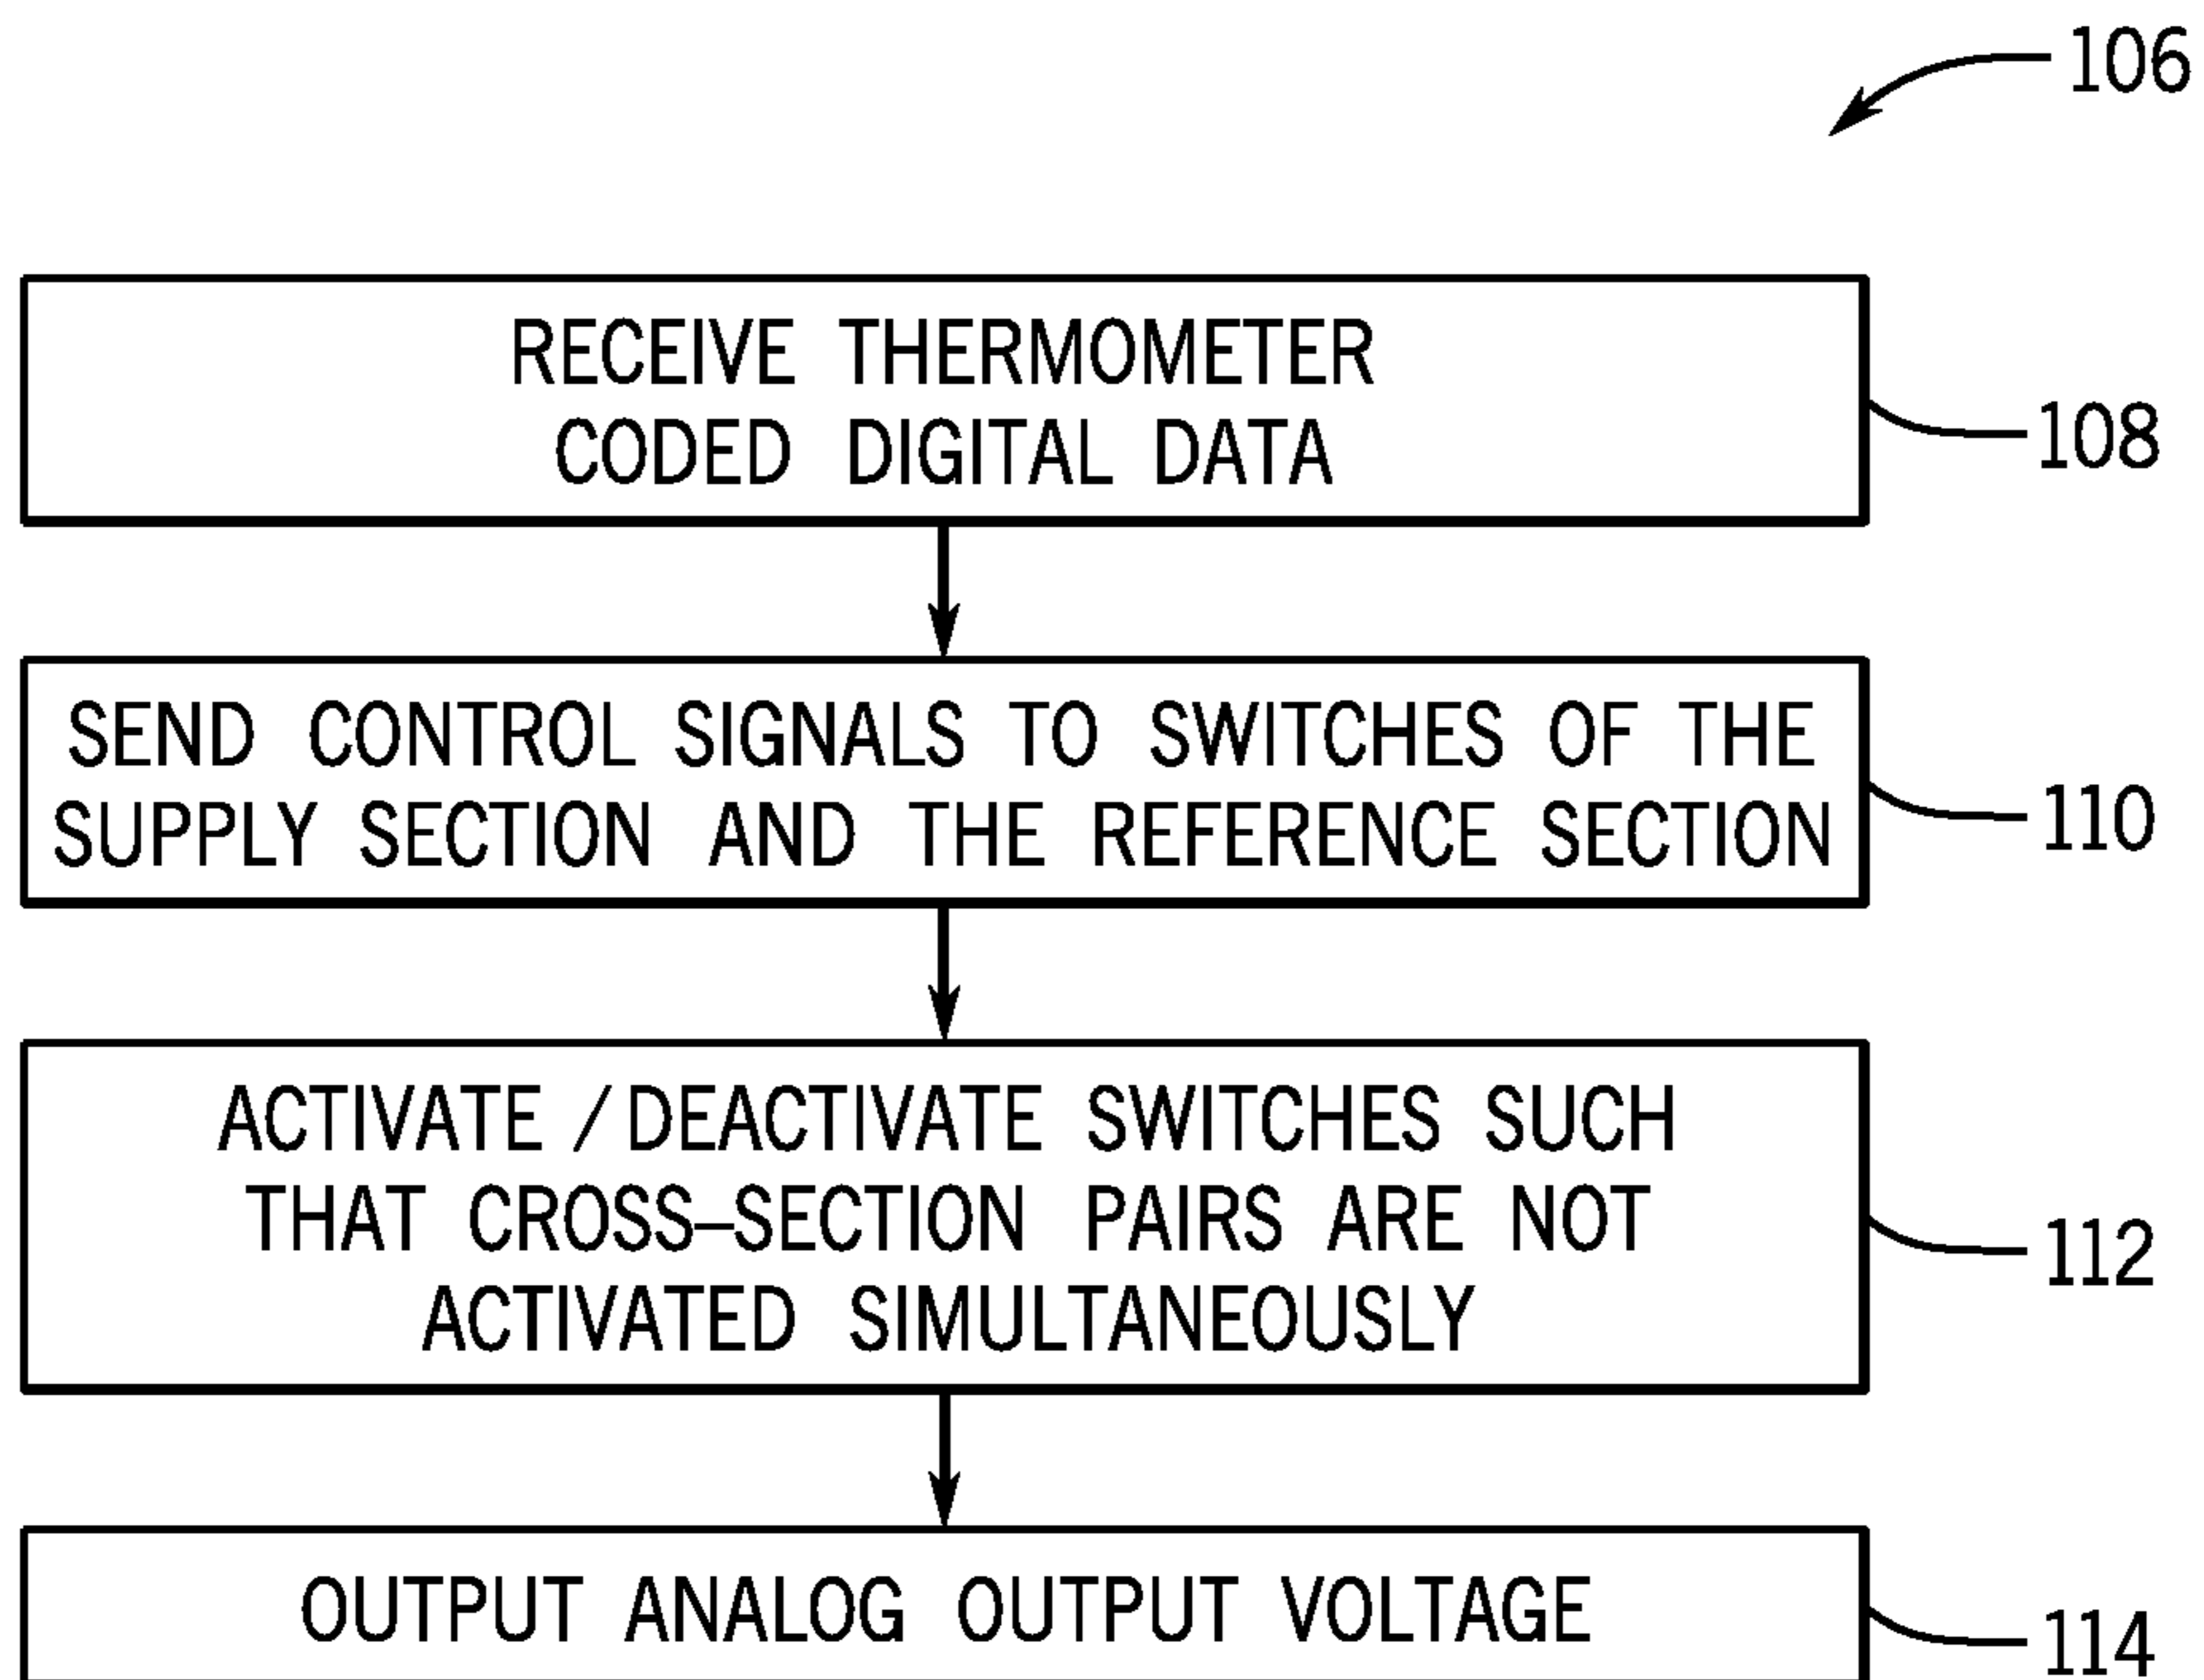 106
RECEIVE THERMOMETER
CODED DIGITAL DATA
108
SEND CONTROL SIGNALS TO SWITCHES OF THE
SUPPLY SECTION AND THE REFERENCE SECTION
110
ACTIVATE / DEACTIVATE SWITCHES SUCH
THAT CROSS–SECTION PAIRS ARE NOT
ACTIVATED SIMULTANEOUSLY
112
OUTPUT ANALOG OUTPUT VOLTAGE
114